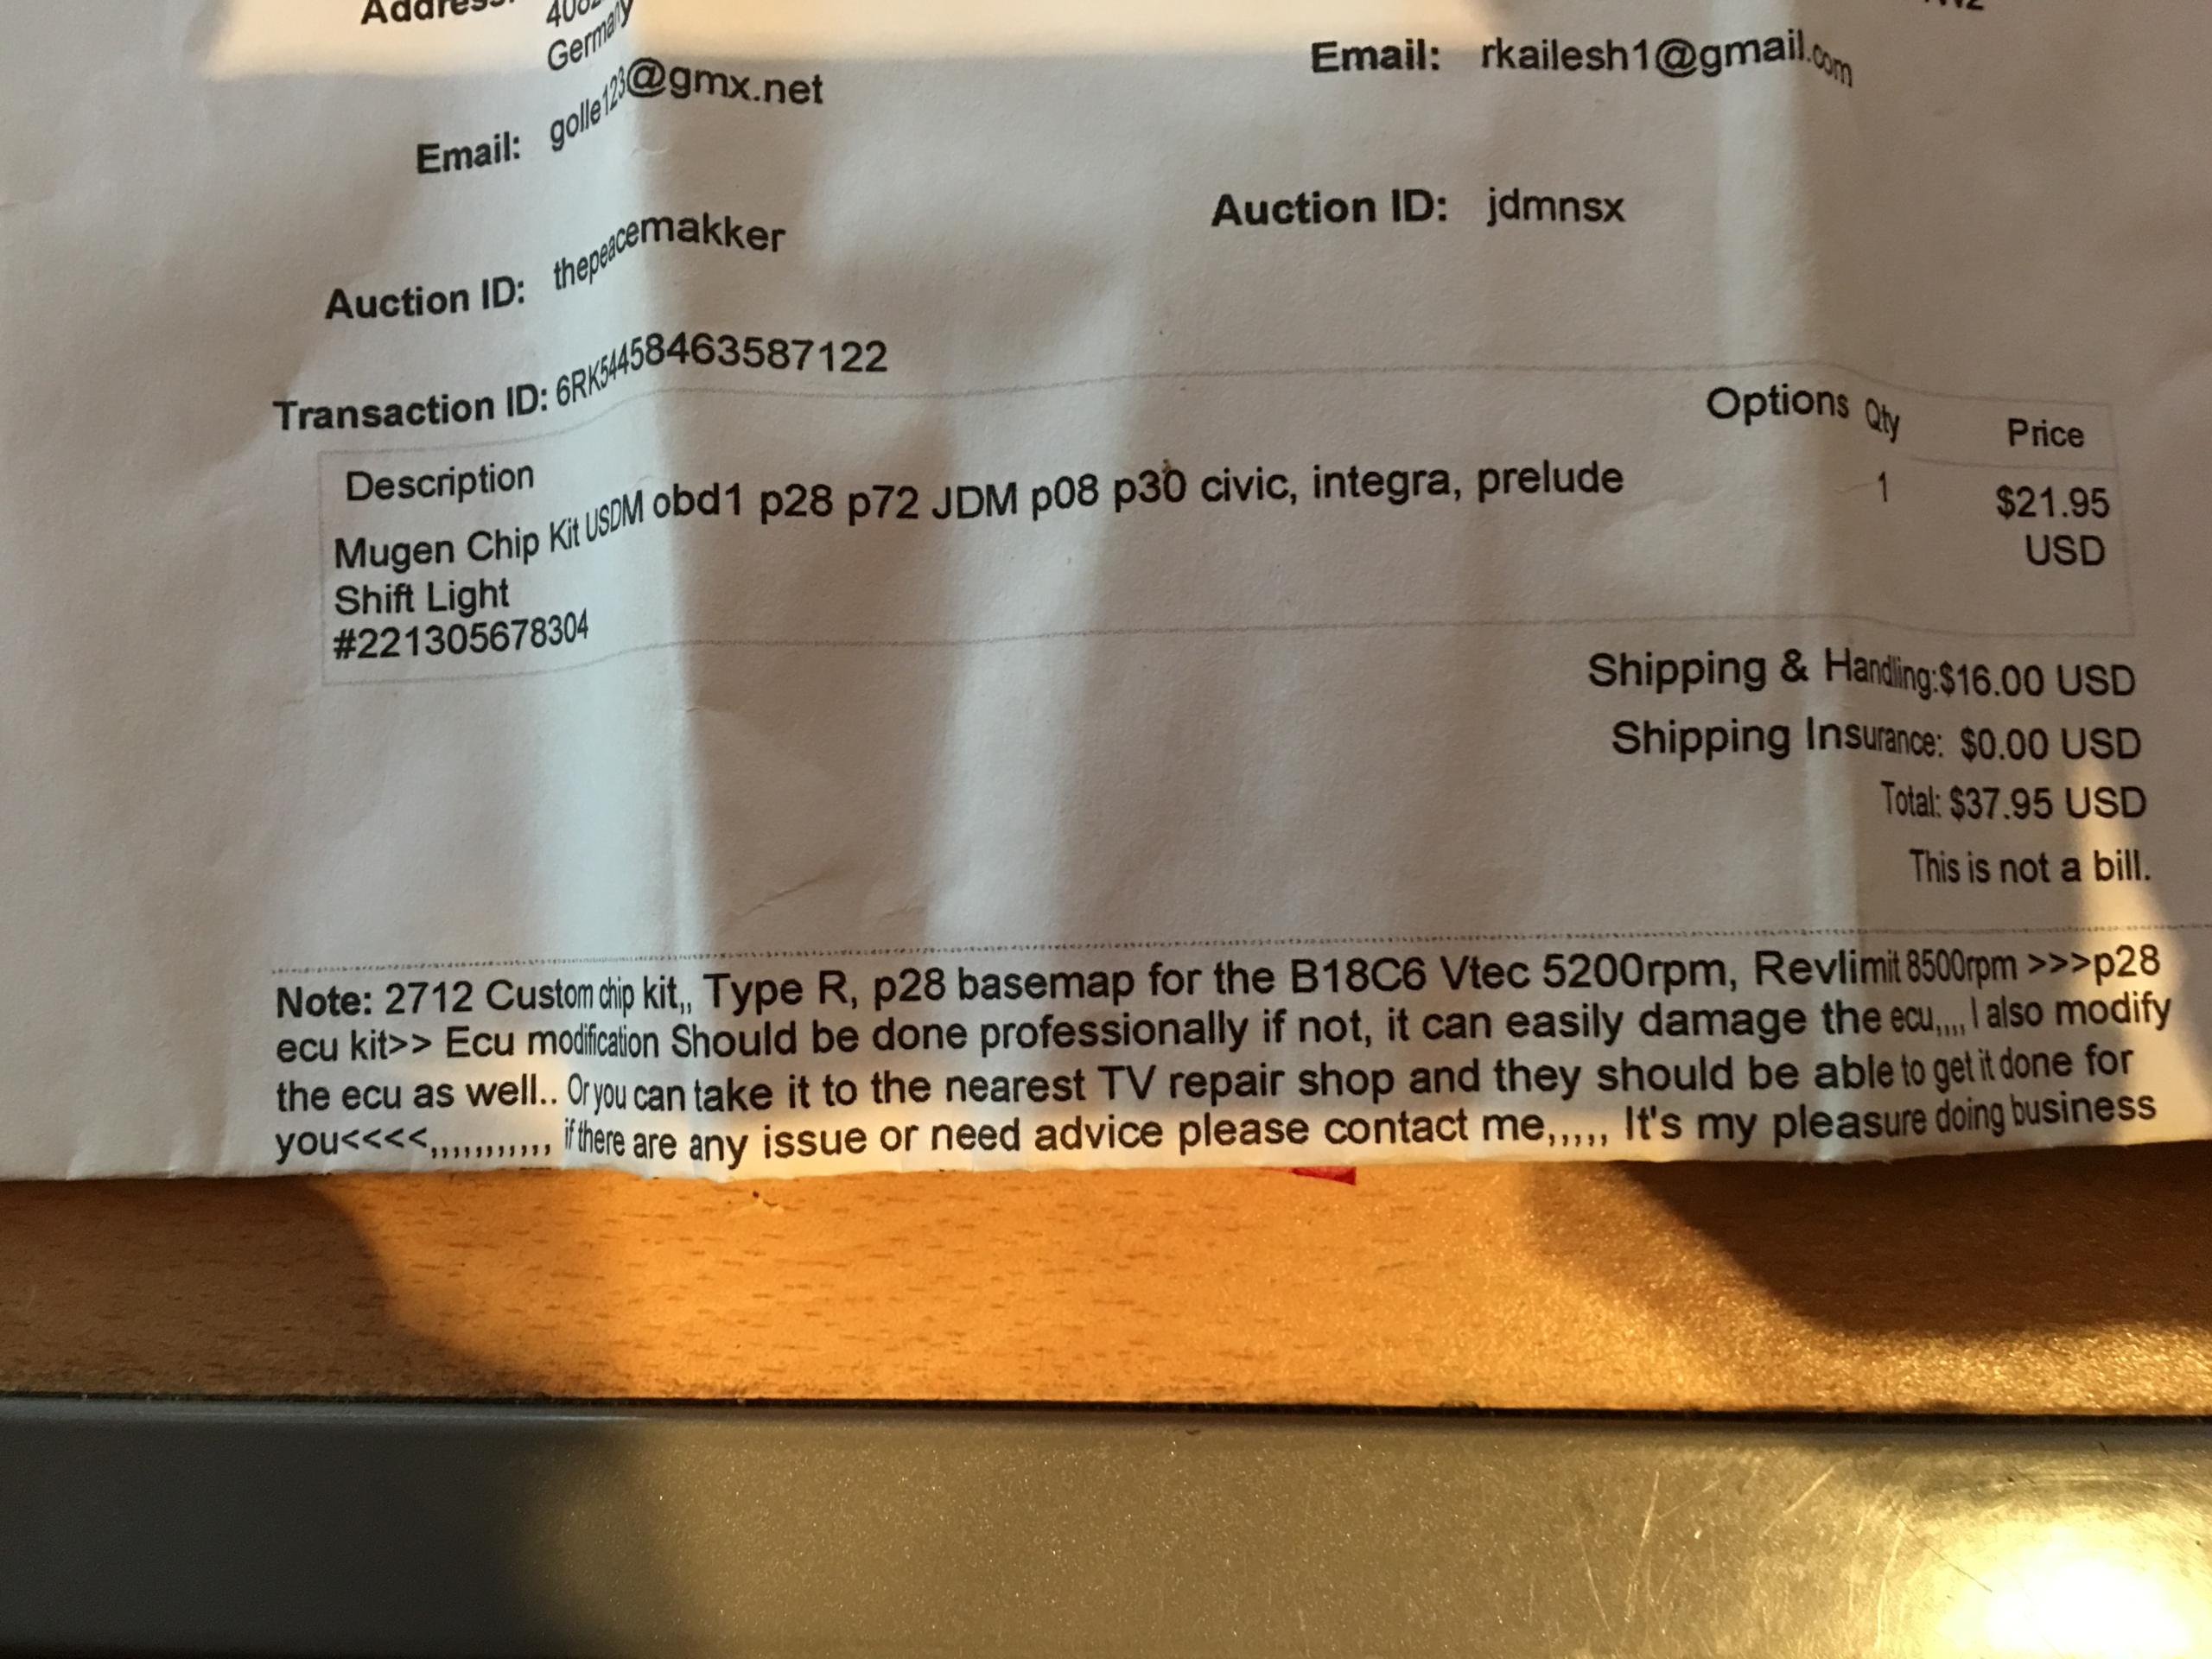 Address:
Germany
Email: golle123@gmx.net
Email: rkailesh1@gmail.com
Auction ID: thepeacemakker
Auction ID: jdmnsx
Transaction ID: 6RK54458463587122
Description Options Qty Price
Mugen Chip Kit USDM obd1 p28 p72 JDM p08 p30 civic, integra, prelude 1 $21.95
Shift Light USD
#221305678304
Shipping & Handling:$16.00 USD
Shipping Insurance: $0.00 USD
Total: $37.95 USD
This is not a bill.
Note: 2712 Custom chip kit,, Type R, p28 basemap for the B18C6 Vtec 5200rpm, Revlimit 8500rpm >>>p28
ecu kit>> Ecu modification Should be done professionally if not, it can easily damage the ecu,,,, I also modify
the ecu as well.. Or you can take it to the nearest TV repair shop and they should be able to get it done for
you<<<<,,,,,,,,,,, if there are any issue or need advice please contact me,,,,, It's my pleasure doing business